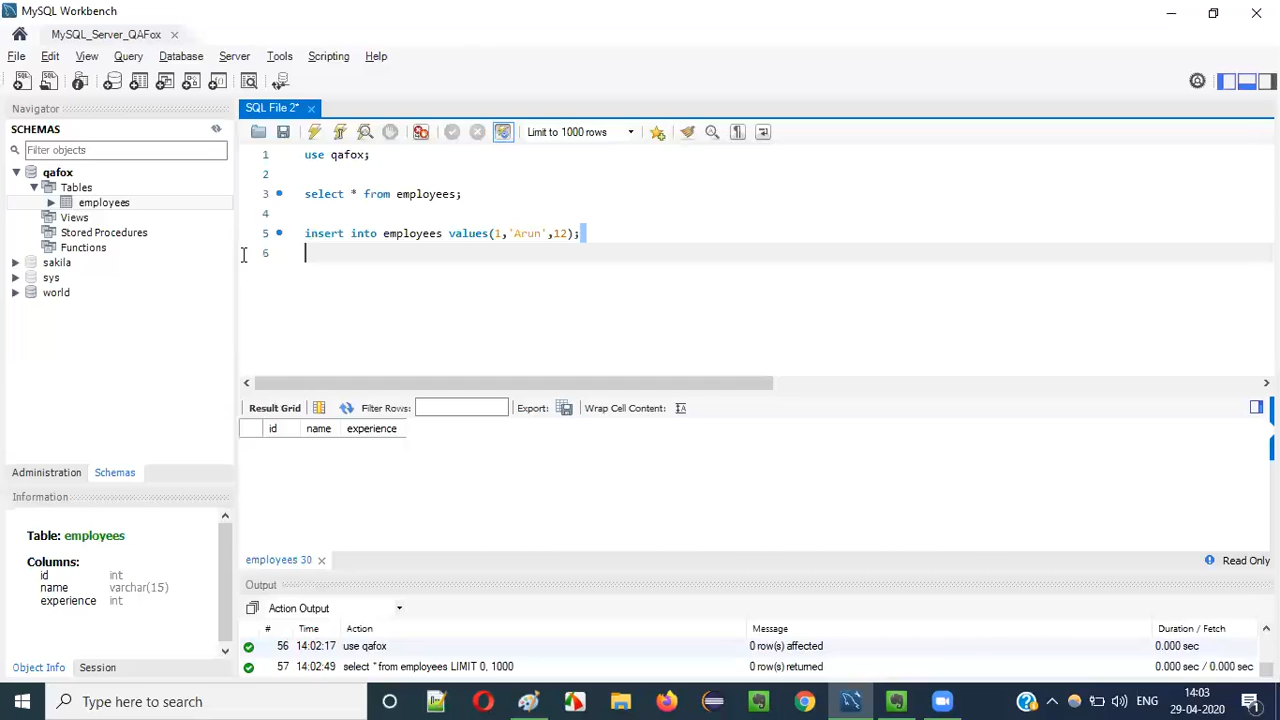 MySQL Workbench
MySQL_Server_QAFox
File Edit View Query Database Server Tools Scripting Help
Navigator
SQL File 2*
SCHEMAS
Filter objects
Limit to 1000 rows
qafox
Tables
employees
Views
Stored Procedures
Functions
sakila
sys
world
1 use qafox;
2
3 select * from employees;
4
5 insert into employees values(1,'Arun',12);
6
Result Grid Filter Rows: Export: Wrap Cell Content:
id name experience
Administration Schemas
Information
Table: employees
Columns:
id int
name varchar(15)
experience int
Object Info Session
employees 30 Read Only
Output
Action Output
# Time Action Message Duration / Fetch
56 14:02:17 use qafox 0 row(s) affected 0.000 sec
57 14:02:49 select * from employees LIMIT 0, 1000 0 row(s) returned 0.000 sec / 0.000 sec
Type here to search
ENG
14:03
29-04-2020
1